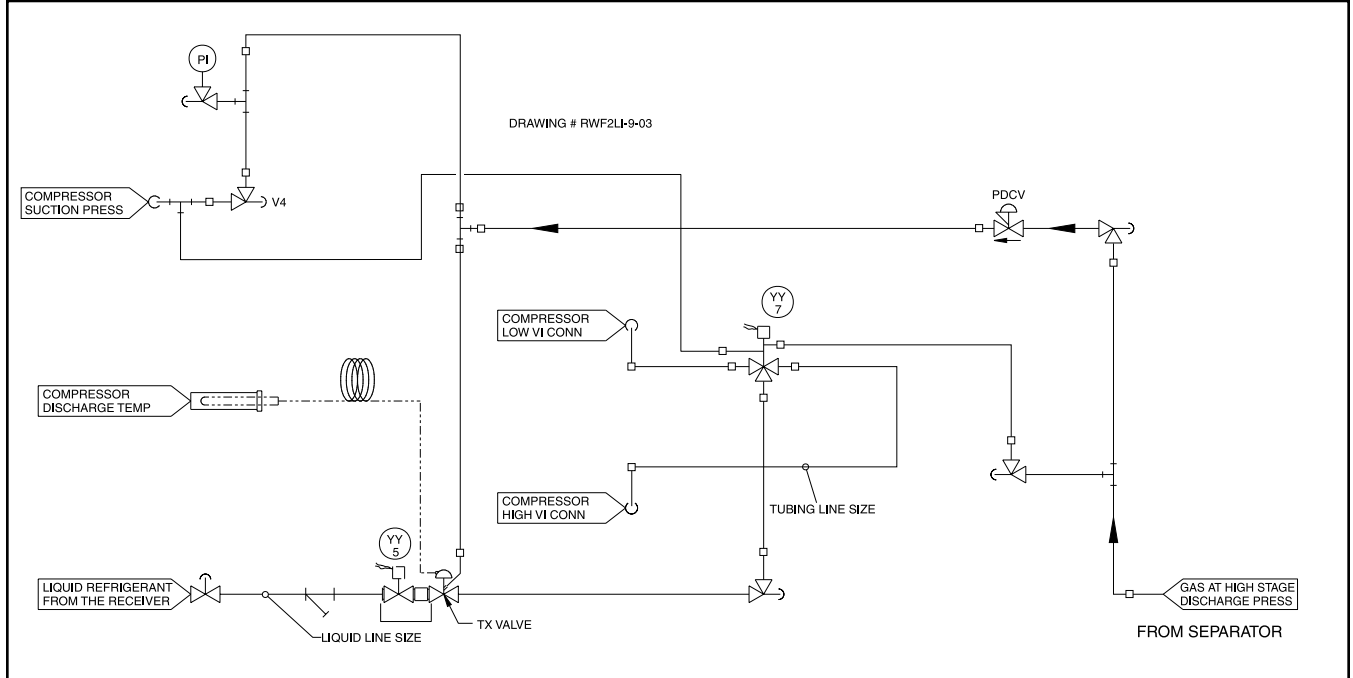 PI
DRAWING # RWF2LI-9-03
COMPRESSOR
SUCTION PRESS
V4
PDCV
YY
7
COMPRESSOR
LOW VI CONN
COMPRESSOR
DISCHARGE TEMP
COMPRESSOR
HIGH VI CONN
TUBING LINE SIZE
YY
5
LIQUID REFRIGERANT
FROM THE RECEIVER
GAS AT HIGH STAGE
DISCHARGE PRESS
TX VALVE
LIQUID LINE SIZE
FROM SEPARATOR